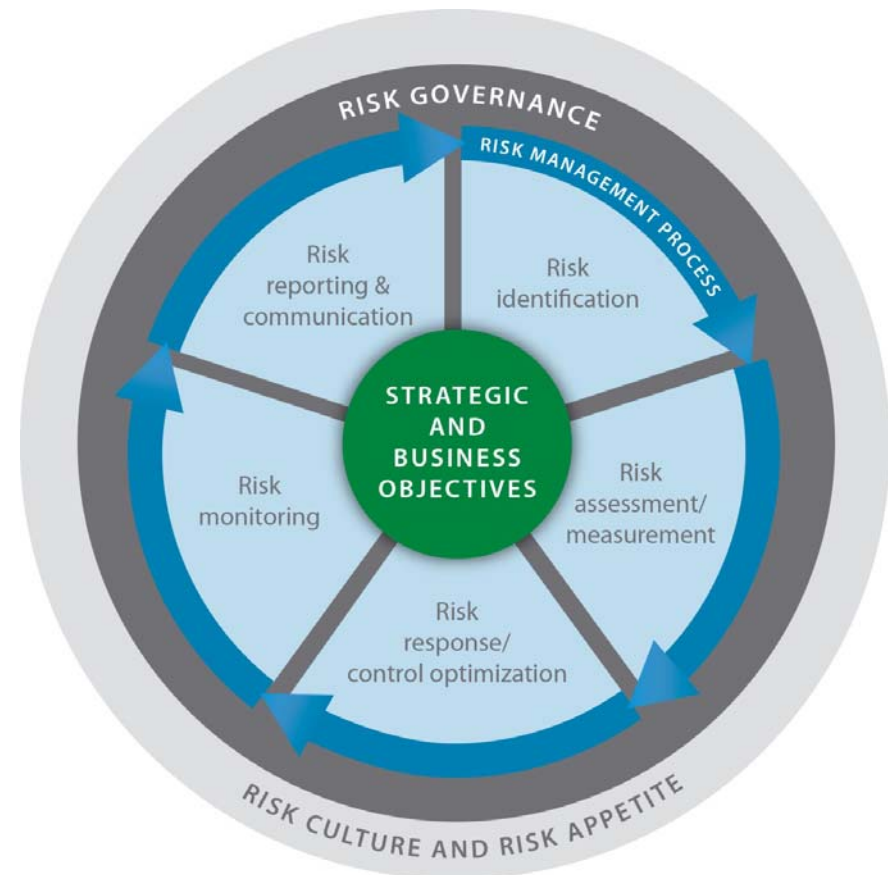 RISK GOVERNANCE
RISK MANAGEMENT PROCESS
Risk
identification
Risk
assessment/
measurement
Risk
response/
control optimization
Risk
monitoring
Risk
reporting &
communication
STRATEGIC
AND
BUSINESS
OBJECTIVES
RISK CULTURE AND RISK APPETITE